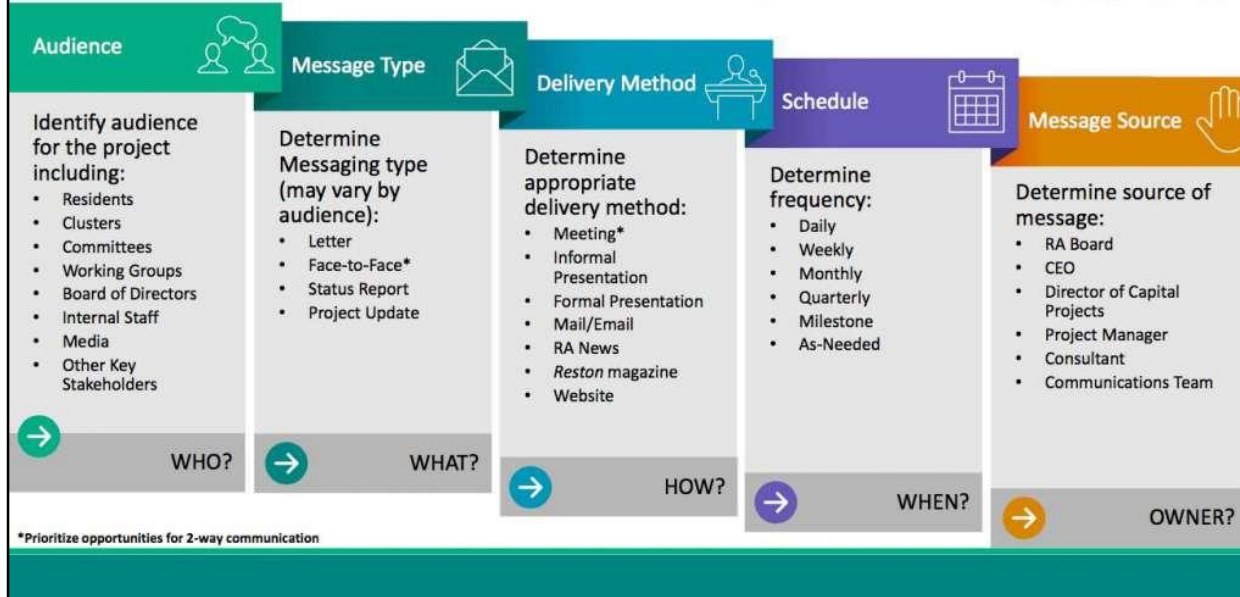 Audience
Identify audience
for the project
including:
• Residents
• Clusters
• Committees
• Working Groups
• Board of Directors
• Internal Staff
• Media
• Other Key
Stakeholders
WHO?
Message Type
Determine
Messaging type
(may vary by
audience):
• Letter
• Face-to-Face*
• Status Report
• Project Update
WHAT?
Delivery Method
Determine
appropriate
delivery method:
• Meeting*
• Informal
Presentation
• Formal Presentation
• Mail/Email
• RA News
• Reston magazine
• Website
HOW?
Schedule
Determine
frequency:
• Daily
• Weekly
• Monthly
• Quarterly
• Milestone
• As-Needed
WHEN?
Message Source
Determine source of
message:
• RA Board
• CEO
• Director of Capital
Projects
• Project Manager
• Consultant
• Communications Team
OWNER?
*Prioritize opportunities for 2-way communication